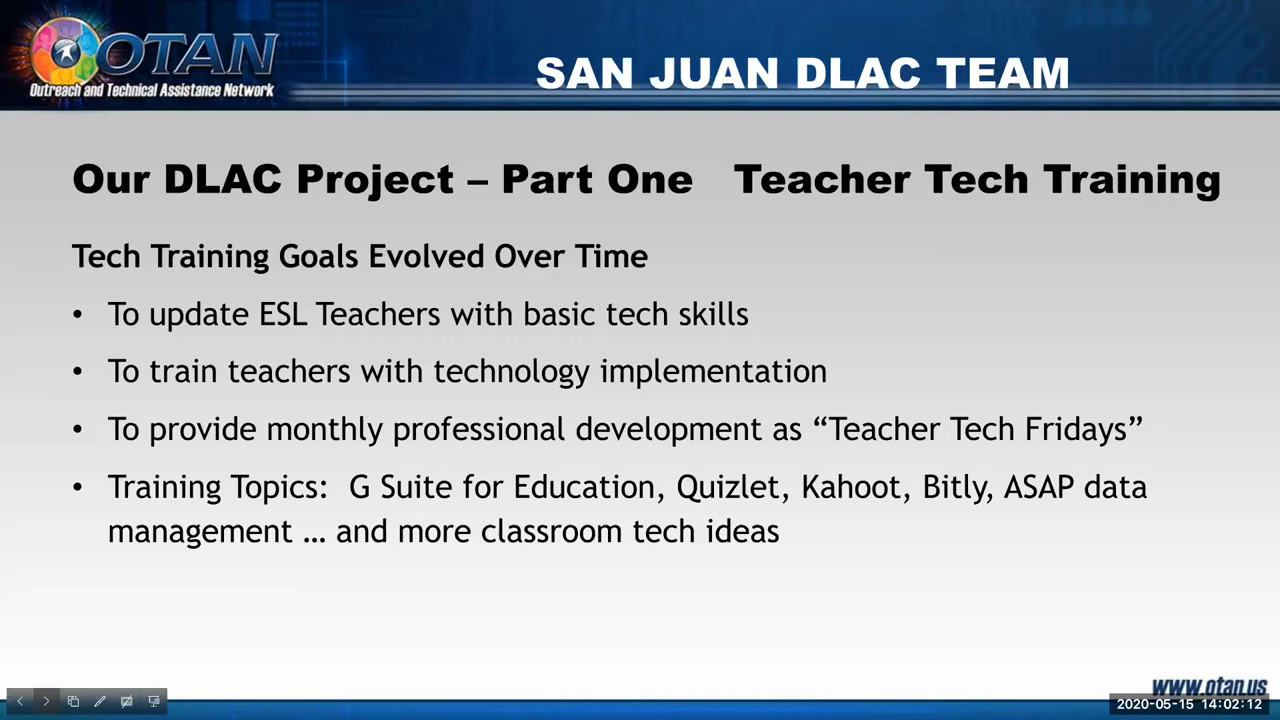 OTAN
Outreach and Technical Assistance Network
SAN JUAN DLAC TEAM
Our DLAC Project – Part One   Teacher Tech Training
Tech Training Goals Evolved Over Time
• To update ESL Teachers with basic tech skills
• To train teachers with technology implementation
• To provide monthly professional development as “Teacher Tech Fridays”
• Training Topics:  G Suite for Education, Quizlet, Kahoot, Bitly, ASAP data
management … and more classroom tech ideas
www.otan.us
2020-05-15 14:02:12